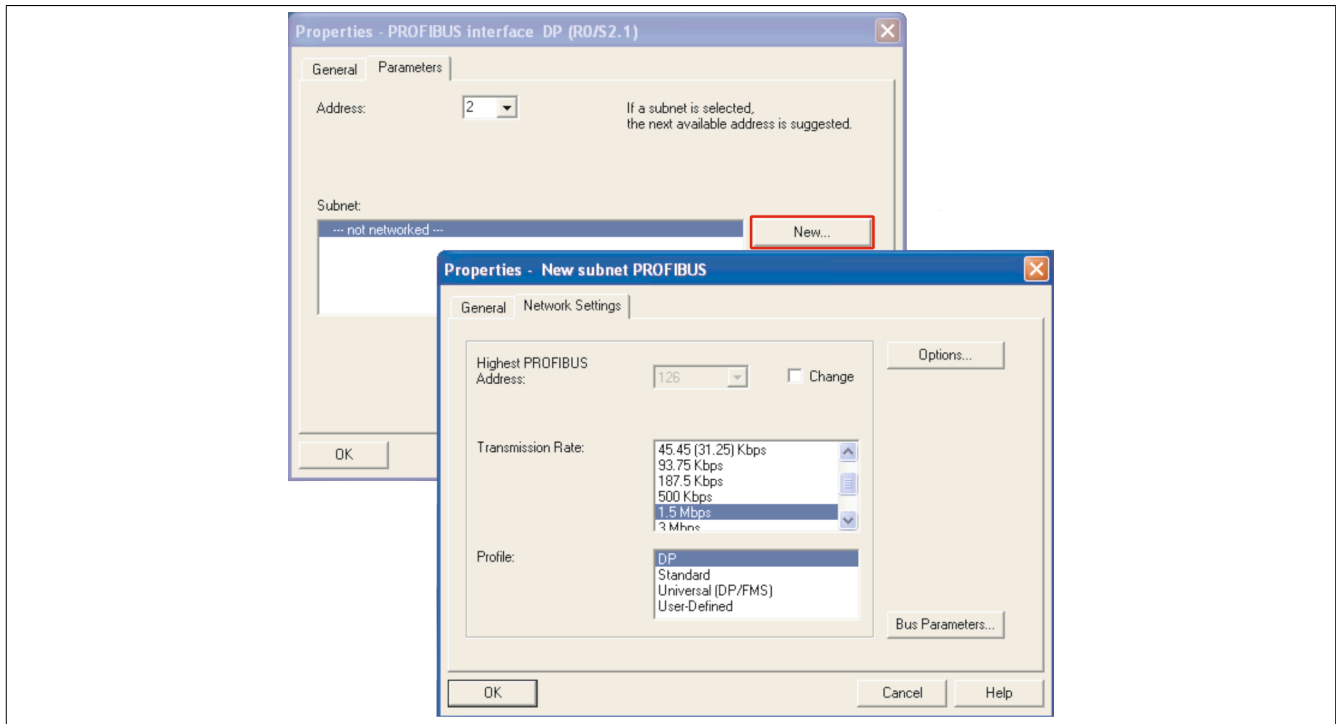 Properties - PROFIBUS interface DP (R0/S2.1)
General Parameters
Address: 2
If a subnet is selected,
the next available address is suggested.
Subnet:
--- not networked ---
New...
OK
Properties - New subnet PROFIBUS
General Network Settings
Highest PROFIBUS
Address:
126
Change
Options...
Transmission Rate:
45.45 (31.25) Kbps
93.75 Kbps
187.5 Kbps
500 Kbps
1.5 Mbps
3 Mbps
Profile:
DP
Standard
Universal (DP/FMS)
User-Defined
Bus Parameters...
OK Cancel Help